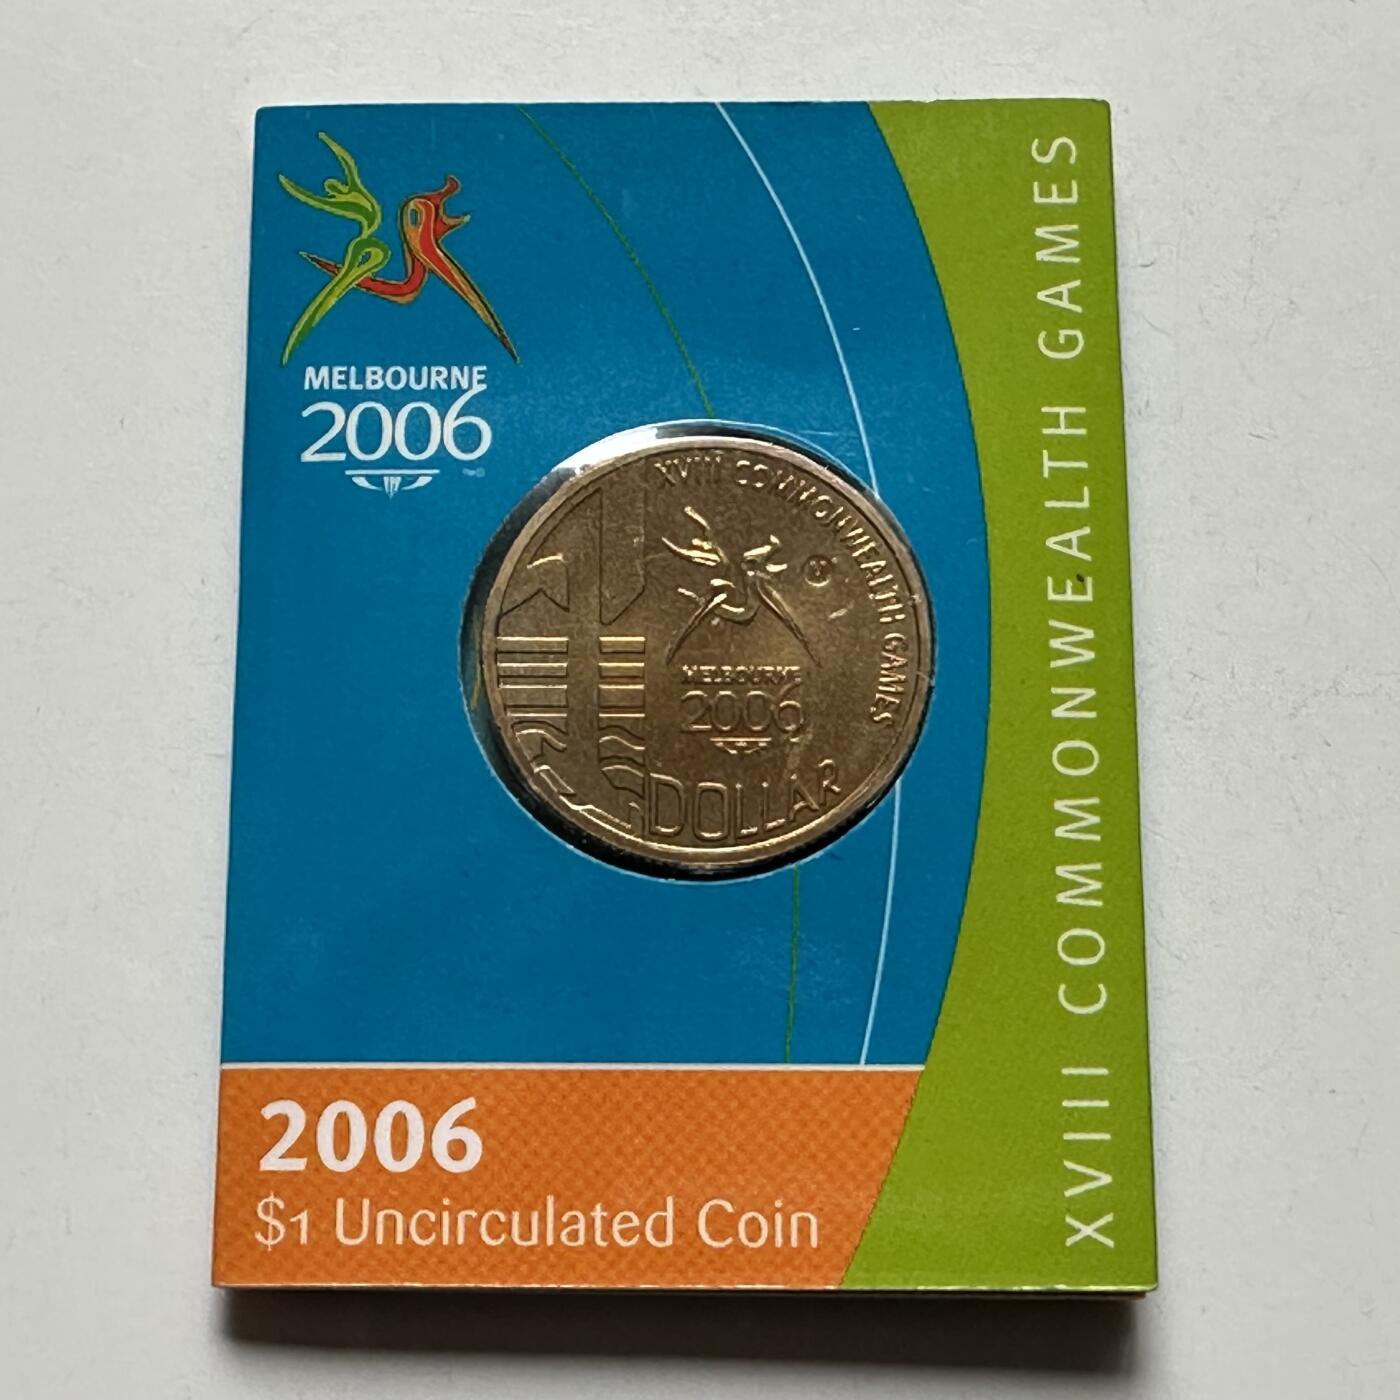 MELBOURNE
2006
XVIII COMMONWEALTH GAMES
MELBOURNE
2006
DOLLAR
2006
$1 Uncirculated Coin
XVIII COMMONWEALTH GAMES